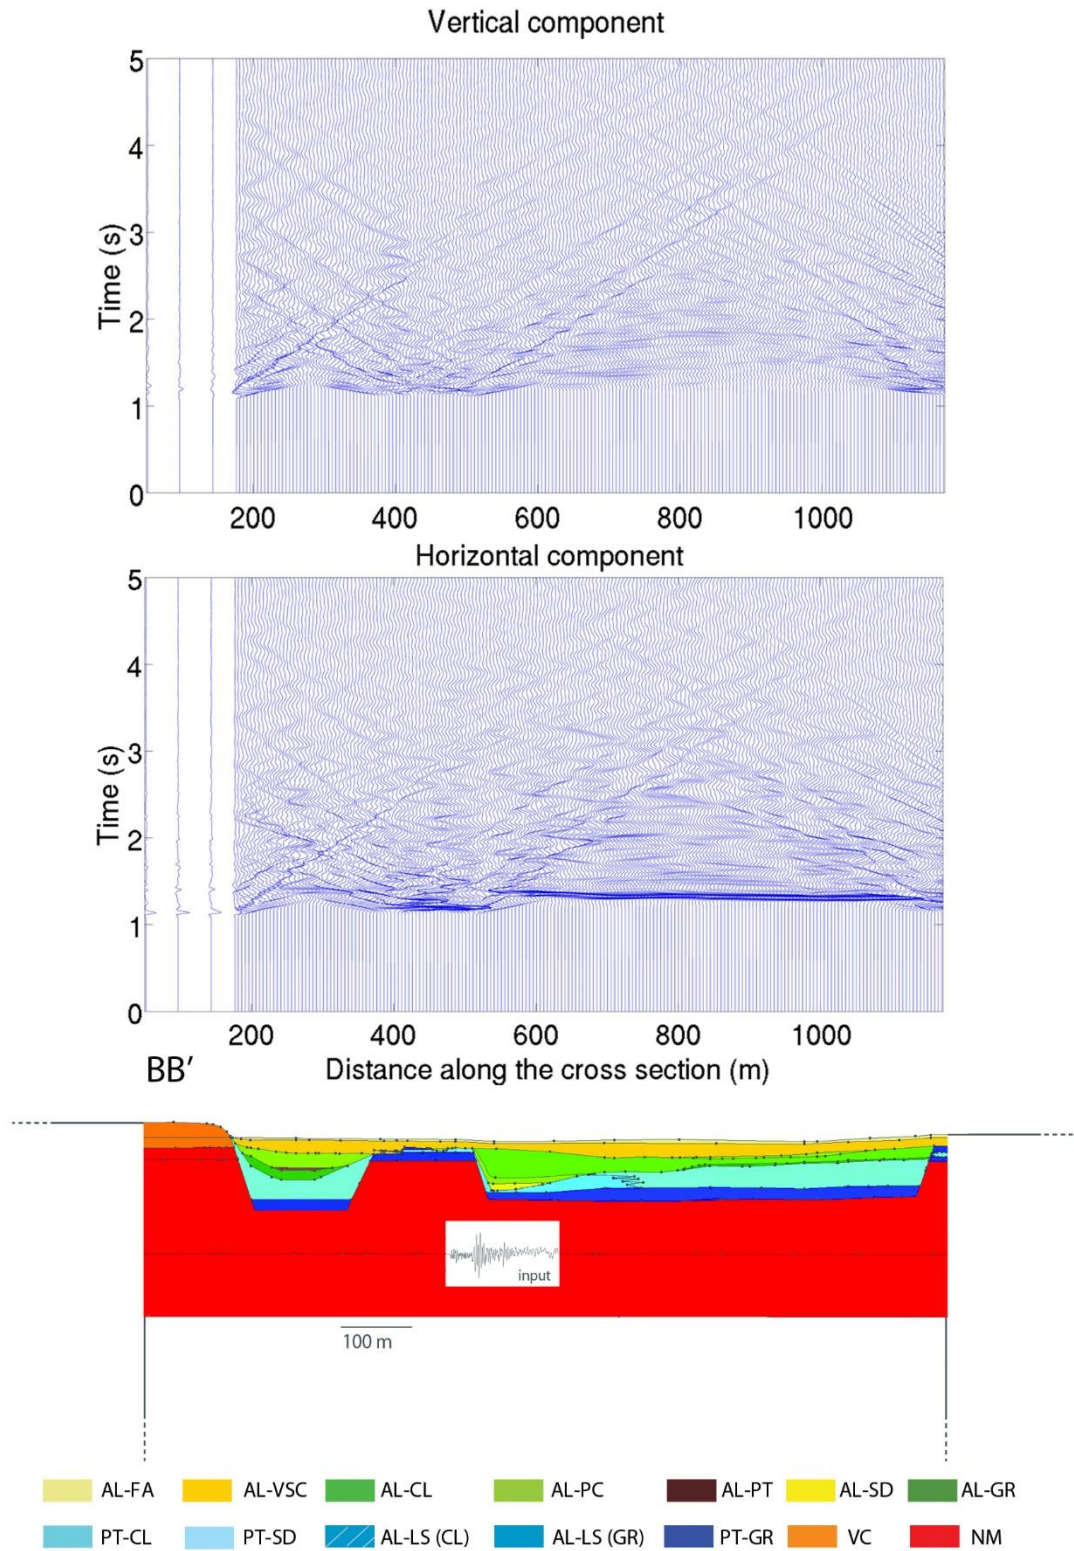 Vertical component
5
4
3
2
1
0
Time (s)
200 400 600 800 1000
Horizontal component
5
4
3
2
1
0
Time (s)
200 400 600 800 1000
BB′ Distance along the cross section (m)
input
100 m
AL-FA AL-VSC AL-CL AL-PC AL-PT AL-SD AL-GR
PT-CL PT-SD AL-LS (CL) AL-LS (GR) PT-GR VC NM